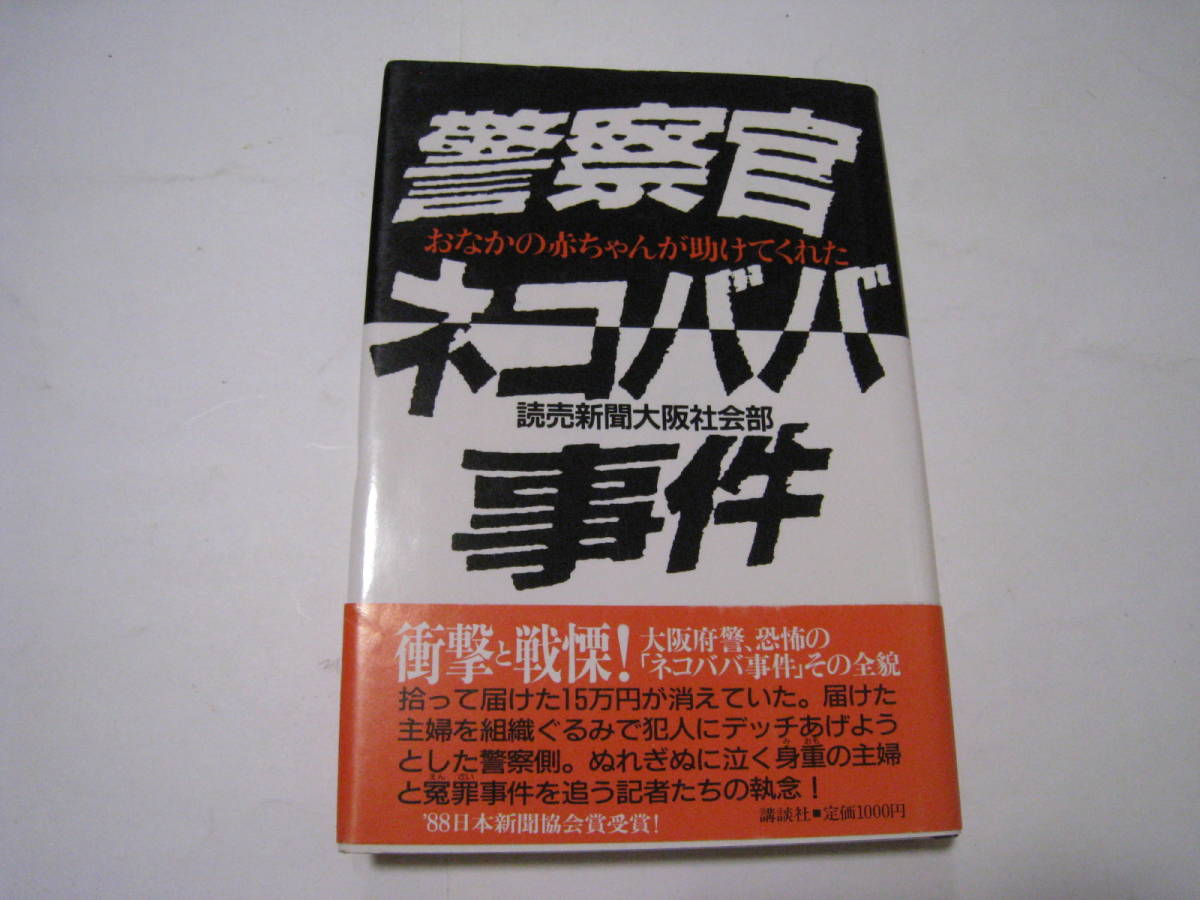 警察官
おなかの赤ちゃんが助けてくれた
ネコババ
読売新聞大阪社会部
事件
衝撃と戦慄!
大阪府警、恐怖の
「ネコババ事件」その全貌
拾って届けた15万円が消えていた。届けた
主婦を組織ぐるみで犯人にデッチあげよう
とした警察側。ぬれぎぬに泣く身重の主婦
と冤罪事件を追う記者たちの執念!
'88日本新聞協会賞受賞!
講談社■定価1000円